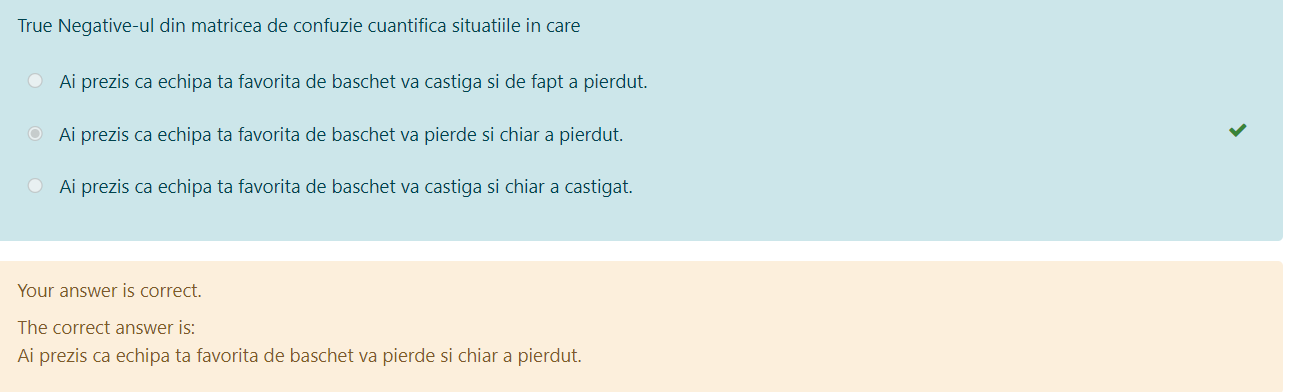 True Negative-ul din matricea de confuzie cuantifica situatiile in care
Ai prezis ca echipa ta favorita de baschet va castiga si de fapt a pierdut.
Ai prezis ca echipa ta favorita de baschet va pierde si chiar a pierdut.
Ai prezis ca echipa ta favorita de baschet va castiga si chiar a castigat.
Your answer is correct.
The correct answer is:
Ai prezis ca echipa ta favorita de baschet va pierde si chiar a pierdut.